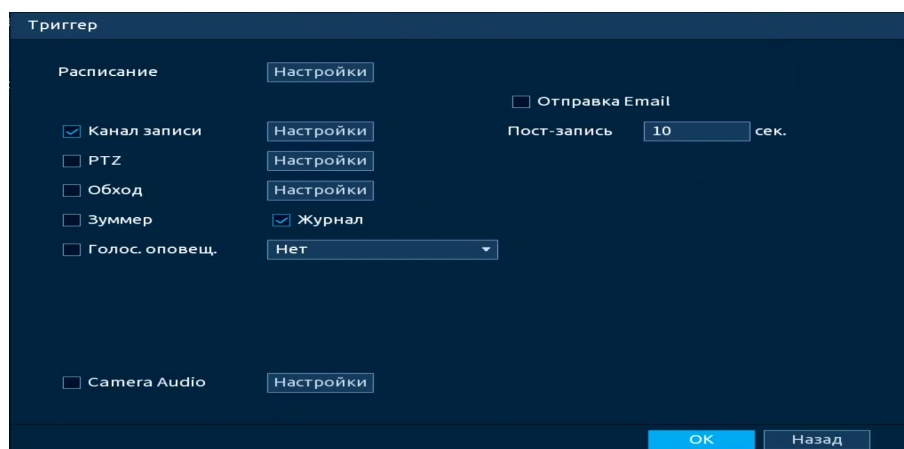 Триггер
Расписание Настройки
Отправка Email
Канал записи Настройки Пост-запись 10 сек.
PTZ Настройки
Обход Настройки
Зуммер Журнал
Голос. оповещ. Нет
Camera Audio Настройки
OK Назад